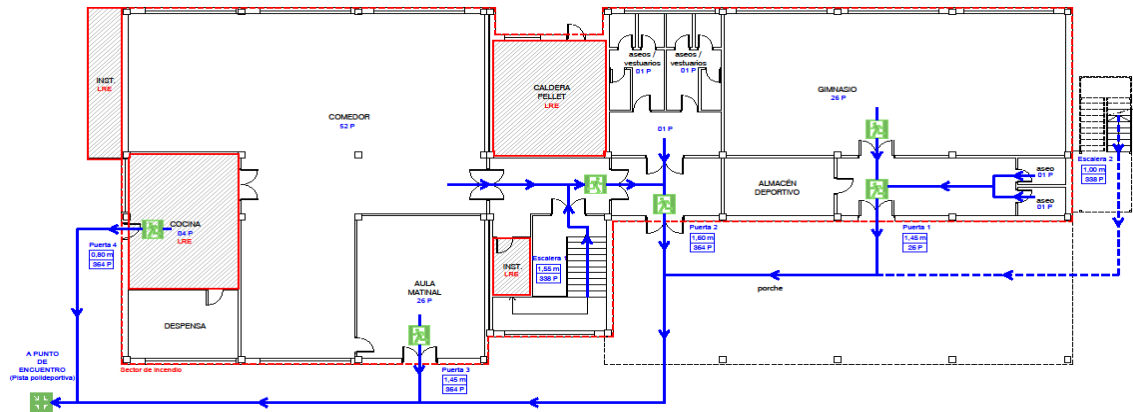 aseos /
vestuarios
01 P
aseos /
vestuarios
01 P
INST.
LRE
CALDERA
PELLET
LRE
GIMNASIO
26 P
COMEDOR
52 P
01 P
Escalera 2
1,00 m
338 P
aseo
01 P
ALMACÉN
DEPORTIVO
aseo
01 P
COCINA
04 P
LRE
Puerta 4
0,80 m
364 P
Puerta 2
1,60 m
364 P
Puerta 1
1,45 m
26 P
Escalera 1
1,55 m
338 P
INST.
LRE
AULA
MATINAL
26 P
porche
DESPENSA
A PUNTO
DE
ENCUENTRO
(Pista polideportiva)
Sector de incendio
Puerta 3
1,45 m
364 P